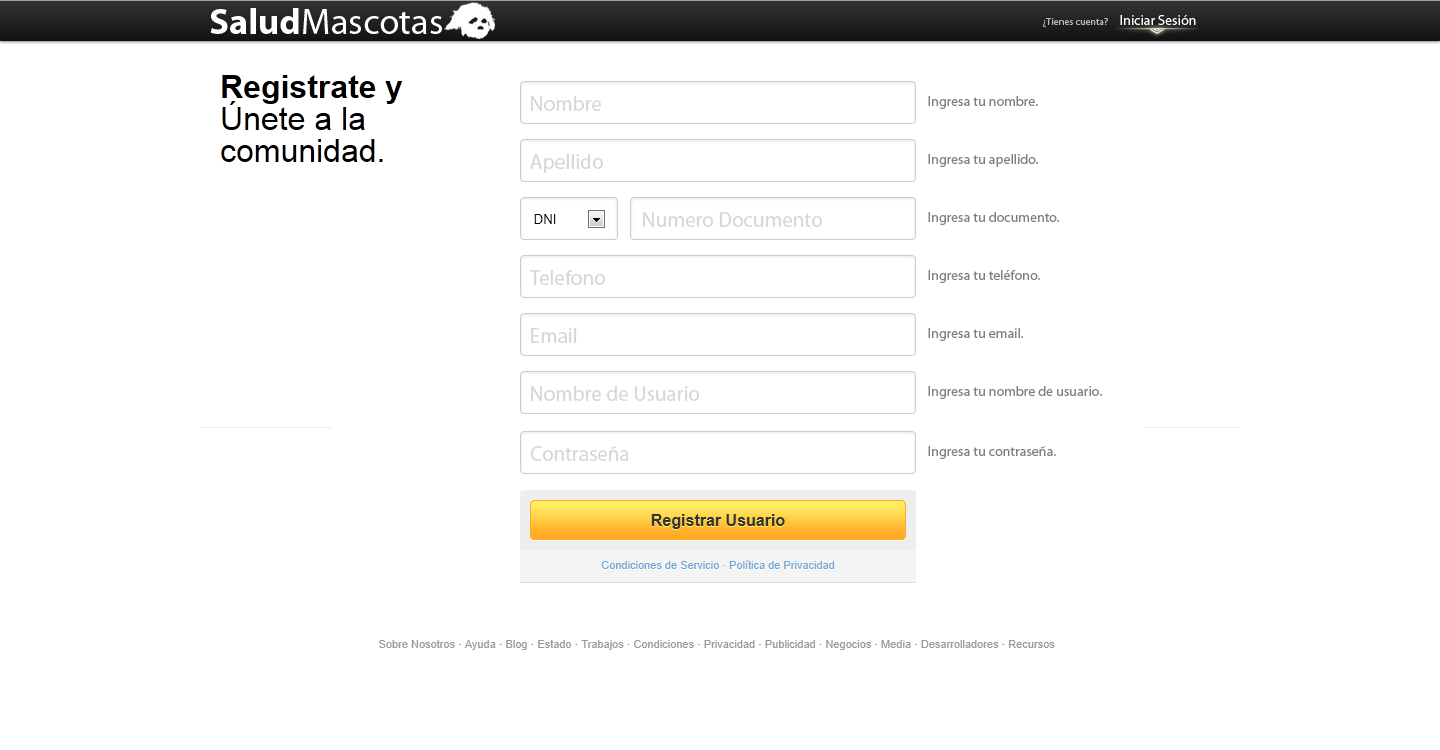 SaludMascotas
¿Tienes cuenta? Iniciar Sesión
Registrate y
Únete a la
comunidad.
Nombre
Ingresa tu nombre.
Apellido
Ingresa tu apellido.
DNI
Numero Documento
Ingresa tu documento.
Telefono
Ingresa tu teléfono.
Email
Ingresa tu email.
Nombre de Usuario
Ingresa tu nombre de usuario.
Contraseña
Ingresa tu contraseña.
Registrar Usuario
Condiciones de Servicio · Política de Privacidad
Sobre Nosotros · Ayuda · Blog · Estado · Trabajos · Condiciones · Privacidad · Publicidad · Negocios · Media · Desarrolladores · Recursos